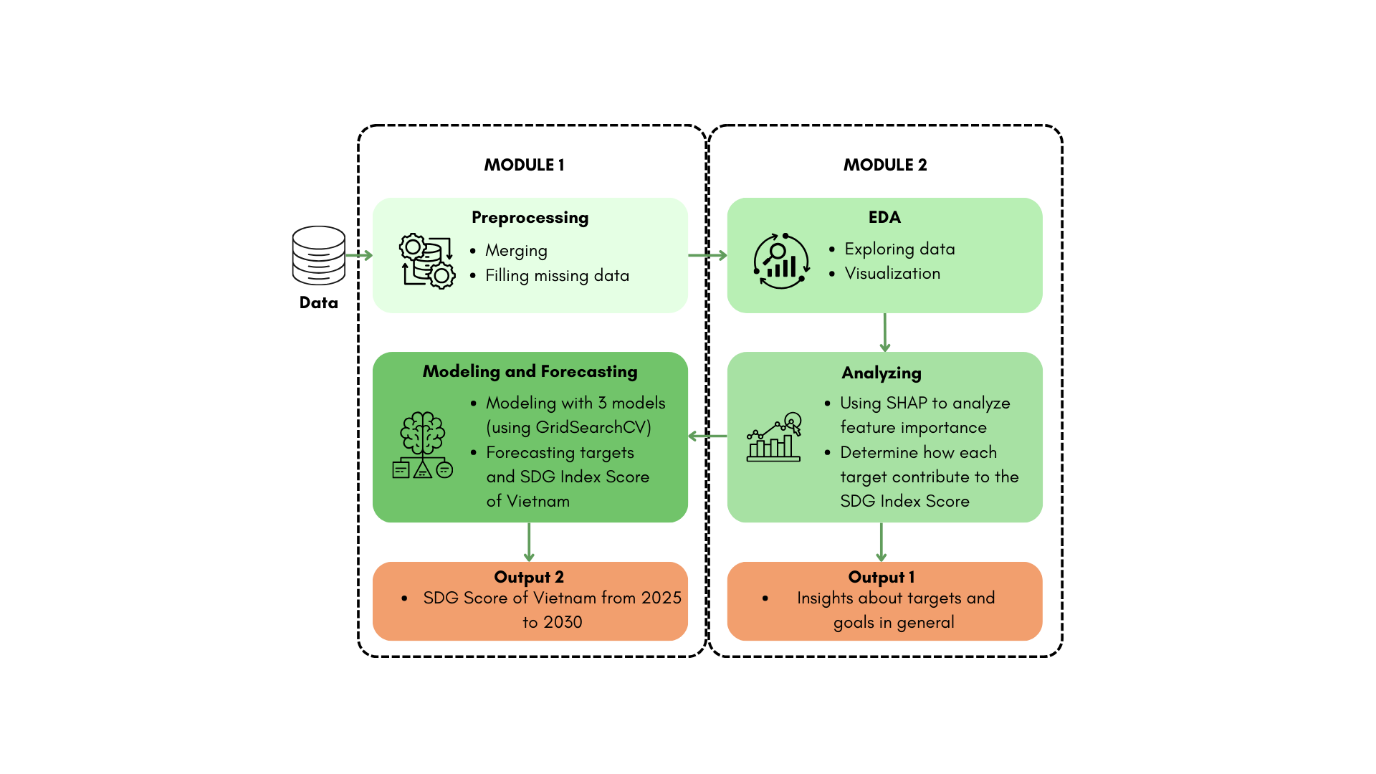 MODULE 1
MODULE 2
Data
Preprocessing
• Merging
• Filling missing data
EDA
• Exploring data
• Visualization
Modeling and Forecasting
• Modeling with 3 models
(using GridSearchCV)
• Forecasting targets
and SDG Index Score
of Vietnam
Analyzing
• Using SHAP to analyze
feature importance
• Determine how each
target contribute to the
SDG Index Score
Output 2
• SDG Score of Vietnam from 2025
to 2030
Output 1
• Insights about targets and
goals in general